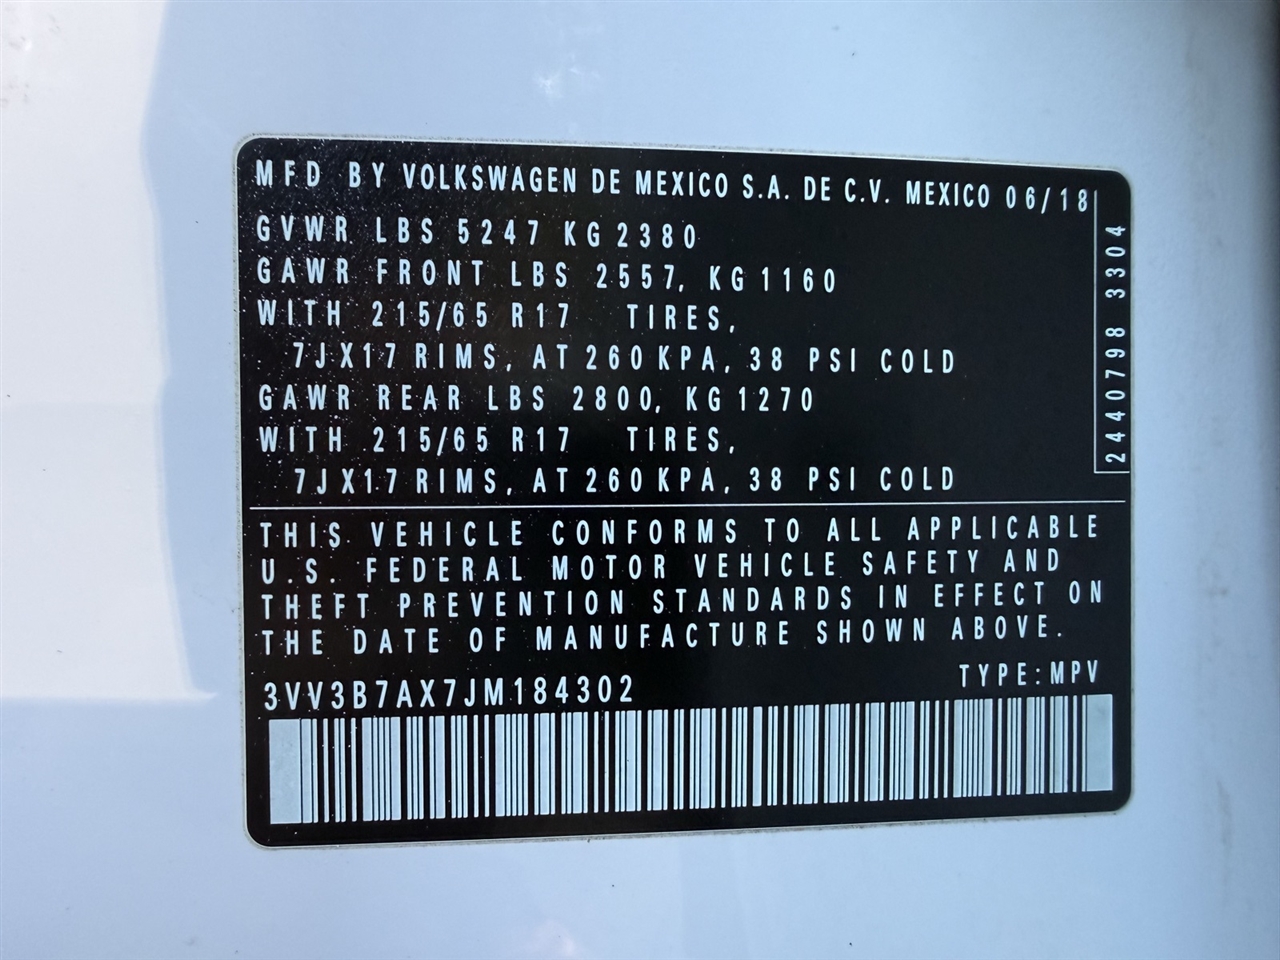 MFD BY VOLKSWAGEN DE MEXICO S.A. DE C.V. MEXICO 06/18
GVWR LBS 5247 KG 2380
GAWR FRONT LBS 2557, KG 1160
WITH 215/65 R17 TIRES,
7JX17 RIMS, AT 260 KPA, 38 PSI COLD
GAWR REAR LBS 2800, KG 1270
WITH 215/65 R17 TIRES,
7JX17 RIMS, AT 260 KPA, 38 PSI COLD
2440798 3304
THIS VEHICLE CONFORMS TO ALL APPLICABLE
U.S. FEDERAL MOTOR VEHICLE SAFETY AND
THEFT PREVENTION STANDARDS IN EFFECT ON
THE DATE OF MANUFACTURE SHOWN ABOVE.
3VV3B7AX7JM184302 TYPE: MPV